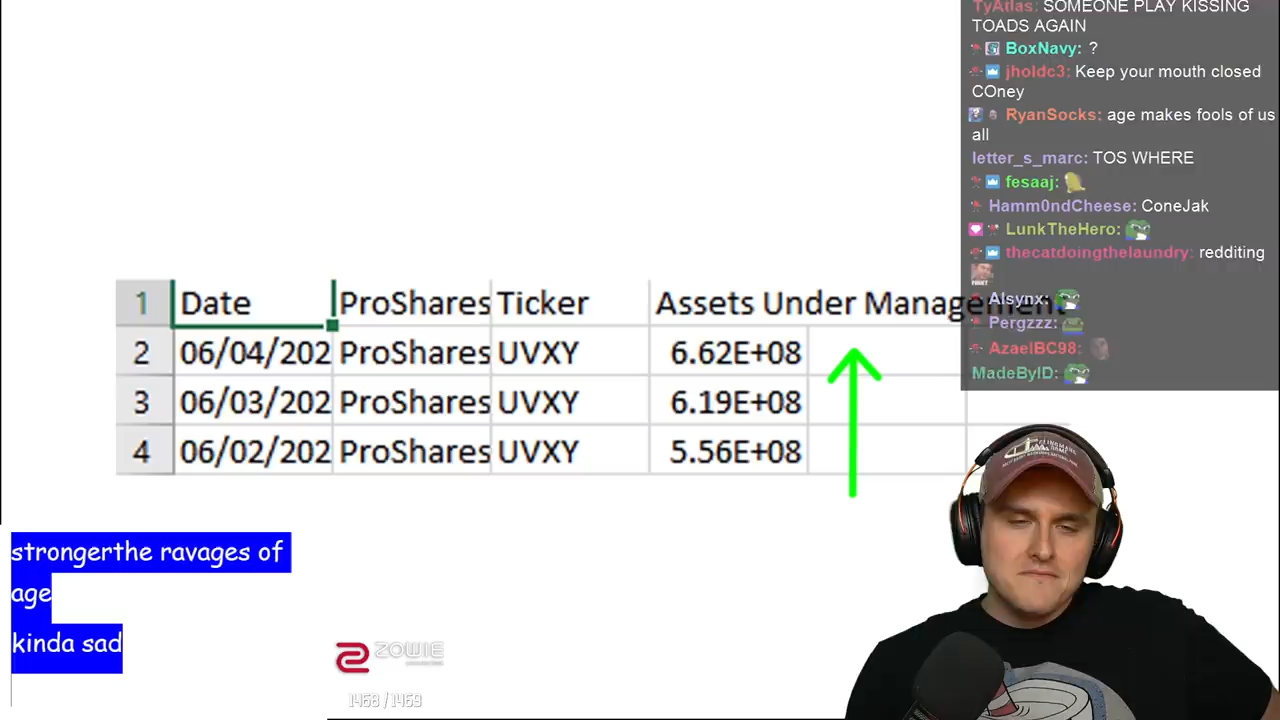 TyAtlas: SOMEONE PLAY KISSING
TOADS AGAIN
BoxNavy: ?
jholdc3: Keep your mouth closed
COney
RyanSocks: age makes fools of us
all
letter_s_marc: TOS WHERE
fesaaj:
Hamm0ndCheese: ConeJak
LunkTheHero:
thecatdoingthelaundry: redditing
Alsynx:
Pergzzz:
AzaelBC98:
MadeByID:
1 Date ProShares Ticker Assets Under Management
2 06/04/202 ProShares UVXY 6.62E+08
3 06/03/202 ProShares UVXY 6.19E+08
4 06/02/202 ProShares UVXY 5.56E+08
strongerthe ravages of
age
kinda sad
ZOWIE
1468 / 1469